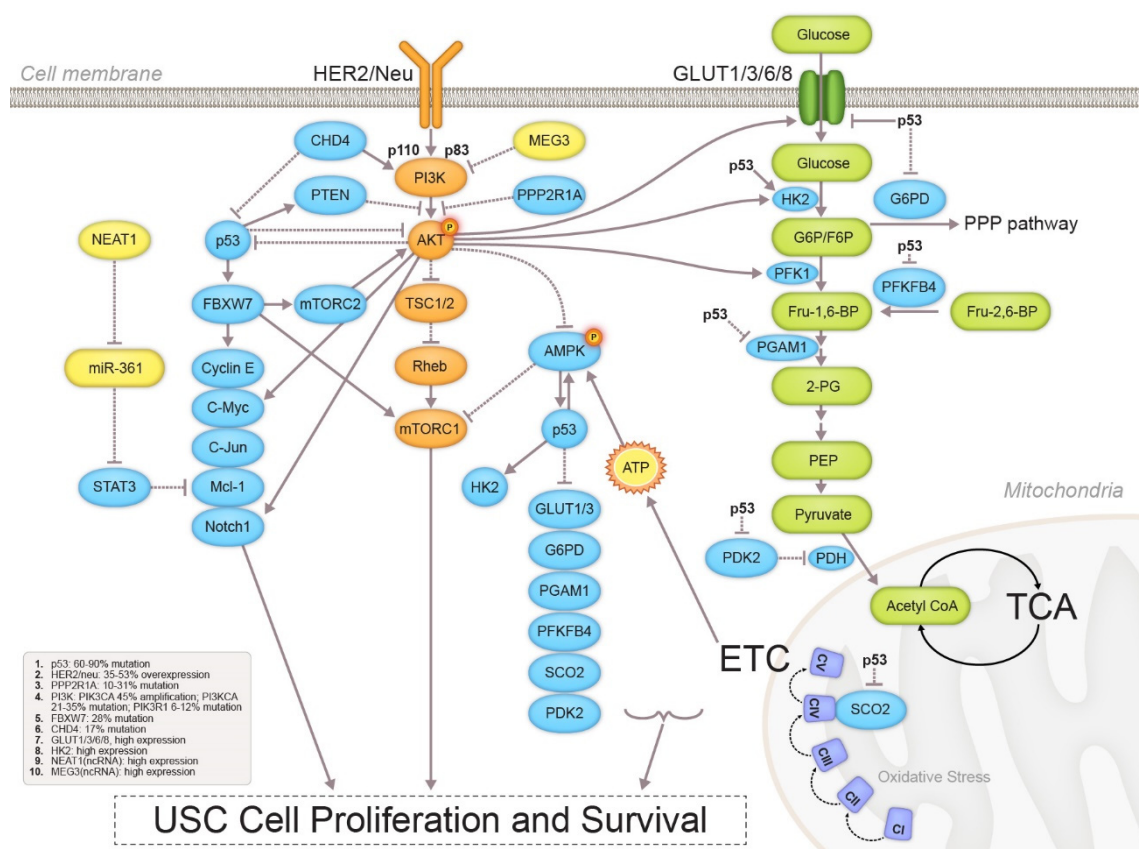 Glucose
Cell membrane
HER2/Neu
GLUT1/3/6/8
CHD4
p110
p83
MEG3
p53
PI3K
Glucose
p53
PTEN
PPP2R1A
HK2
G6PD
NEAT1
p53
AKT
P
G6P/F6P
PPP pathway
p53
PFK1
PFKFB4
FBXW7
mTORC2
TSC1/2
Fru-1,6-BP
Fru-2,6-BP
p53
P
AMPK
PGAM1
miR-361
Cyclin E
Rheb
2-PG
C-Myc
mTORC1
p53
C-Jun
ATP
PEP
STAT3
Mcl-1
HK2
Mitochondria
GLUT1/3
Pyruvate
Notch1
p53
G6PD
PDK2
PDH
PGAM1
Acetyl CoA
TCA
PFKFB4
ETC
CV
p53
SCO2
CIV
SCO2
PDK2
CIII
Oxidative Stress
CII
CI
1. p53: 60-90% mutation
2. HER2/neu: 35-53% overexpression
3. PPP2R1A: 10-31% mutation
4. PI3K: PIK3CA 45% amplification; PI3KCA
21-35% mutation; PIK3R1 6-12% mutation
5. FBXW7: 28% mutation
6. CHD4: 17% mutation
7. GLUT1/3/6/8, high expression
8. HK2: high expression
9. NEAT1(ncRNA): high expression
10. MEG3(ncRNA): high expression
USC Cell Proliferation and Survival